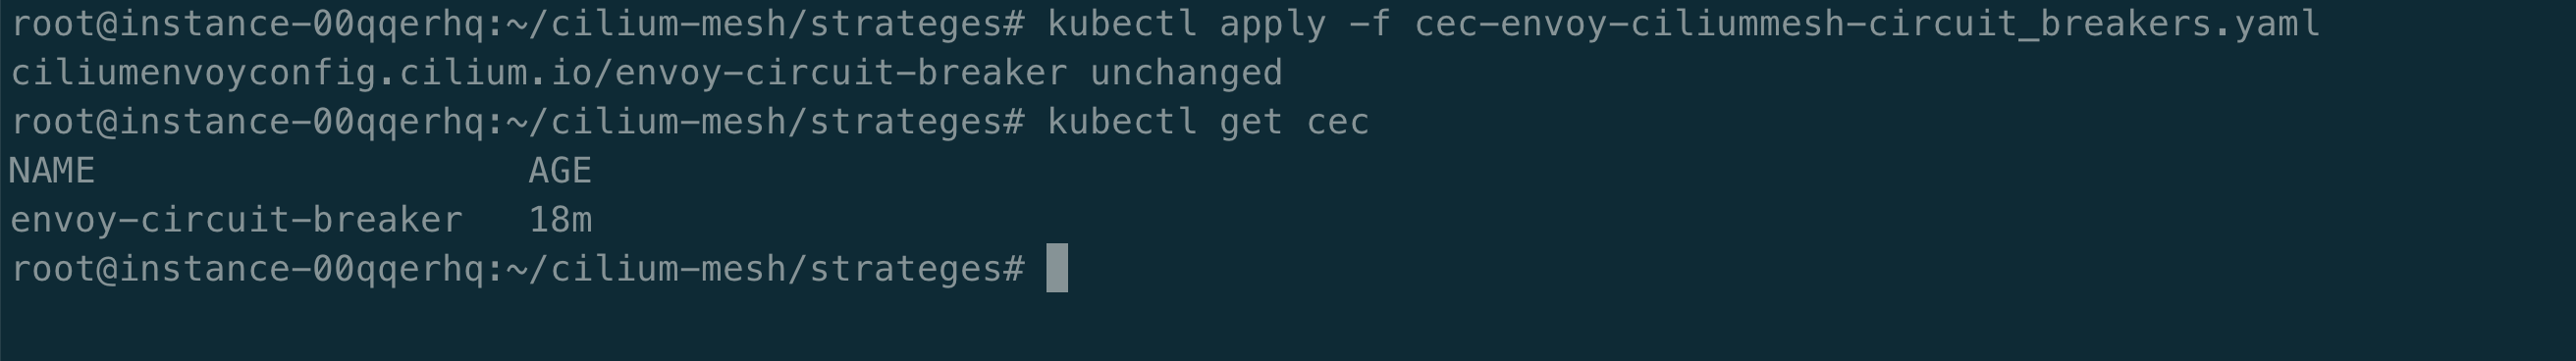 root@instance-00qqerhq:~/cilium-mesh/strateges# kubectl apply -f cec-envoy-ciliummesh-circuit_breakers.yaml
ciliumenvoyconfig.cilium.io/envoy-circuit-breaker unchanged
root@instance-00qqerhq:~/cilium-mesh/strateges# kubectl get cec
NAME                    AGE
envoy-circuit-breaker   18m
root@instance-00qqerhq:~/cilium-mesh/strateges#